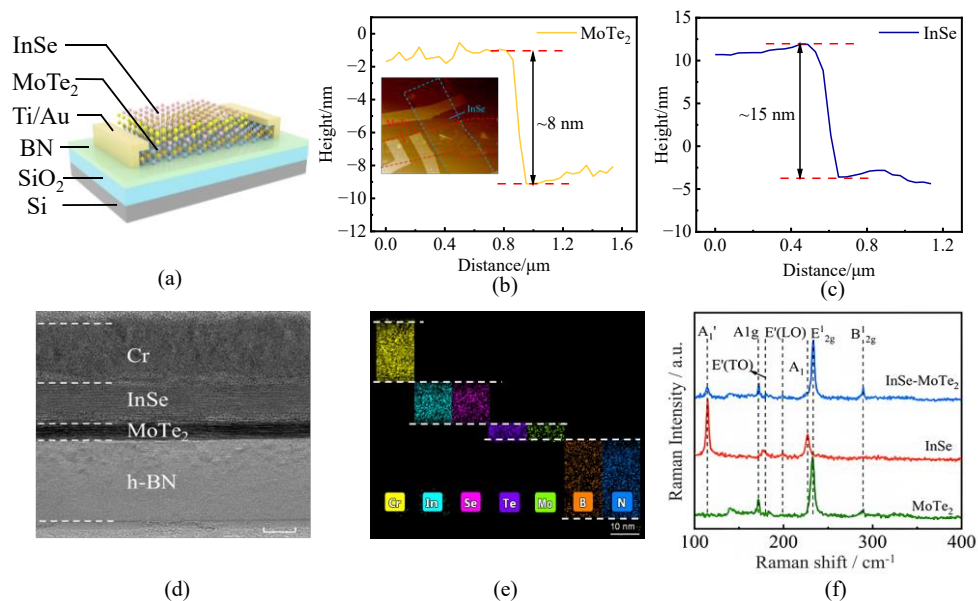 InSe
MoTe₂
Ti/Au
BN
SiO₂
Si
(a)
2
0
−2
−4
−6
−8
−10
−12
Height/nm
MoTe₂
InSe
~8 nm
0.0 0.4 0.8 1.2 1.6
Distance/μm
(b)
15
10
5
0
−5
−10
Height/nm
InSe
~15 nm
0.0 0.4 0.8 1.2
Distance/μm
(c)
Cr
InSe
MoTe₂
h-BN
(d)
Cr In Se Te Mo B N
10 nm
(e)
A₁' A1g E'(LO) E¹₂g B¹₂g
E'(TO) A₁
InSe-MoTe₂
InSe
MoTe₂
Raman Intensity / a.u.
100 200 300 400
Raman shift / cm⁻¹
(f)